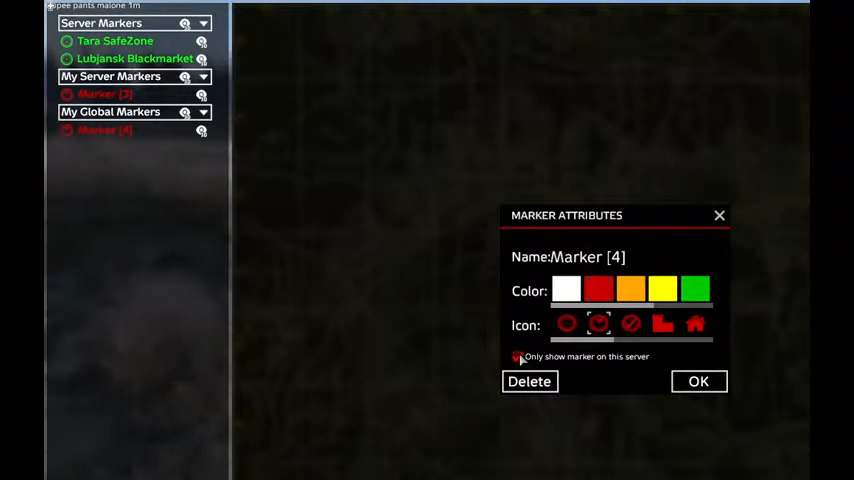 pee pants malone 1m
Server Markers
Tara SafeZone
Lubjansk Blackmarket
My Server Markers
Marker [3]
My Global Markers
Marker [4]
MARKER ATTRIBUTES
Name:Marker [4]
Color:
Icon:
Only show marker on this server
Delete
OK